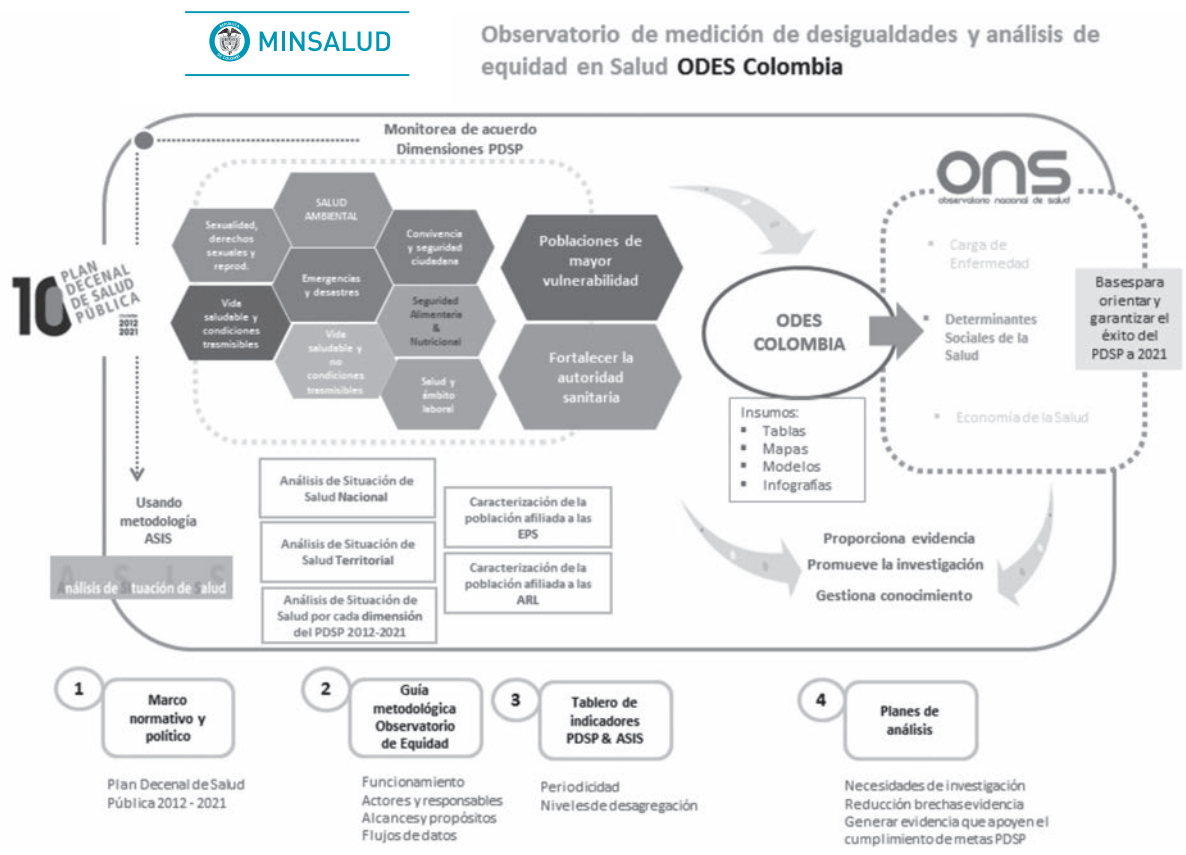 MINSALUD
Observatorio de medición de desigualdades y análisis de
equidad en Salud ODES Colombia
Monitorea de acuerdo
Dimensiones PDSP
10
PLAN
DECENAL
DE SALUD
PÚBLICA
2012
2021
SALUD
AMBIENTAL
Sexualidad,
derechos
sexuales y
reprod.
Convivencia
y seguridad
ciudadana
Emergencias
y desastres
Vida
saludable y
condiciones
trasmisibles
Seguridad
Alimentaria
&
Nutricional
Vida
saludable y
no
condiciones
trasmisibles
Salud y
ámbito
laboral
Poblaciones de
mayor
vulnerabilidad
Fortalecer la
autoridad
sanitaria
ODES
COLOMBIA
Insumos:
▪ Tablas
▪ Mapas
▪ Modelos
▪ Infografías
ons
observatorio nacional de salud
▪ Carga de
Enfermedad
▪ Determinantes
Sociales de la
Salud
▪ Economía de la Salud
Basespara
orientar y
garantizar el
éxito del
PDSP a 2021
Usando
metodología
ASIS
Análisis de Situación de Salud
Análisis de Situación de
Salud Nacional
Análisis de Situación de
Salud Territorial
Análisis de Situación de
Salud por cada dimensión
del PDSP 2012-2021
Caracterización de la
población afiliada a las
EPS
Caracterización de la
población afiliada a las
ARL
Proporciona evidencia
Promueve la investigación
Gestiona conocimiento
1
Marco
normativo y
político
Plan Decenal de Salud
Pública 2012 - 2021
2
Guía
metodológica
Observatorio
de Equidad
Funcionamiento
Actores y responsables
Alcances y propósitos
Flujos de datos
3
Tablero de
indicadores
PDSP & ASIS
Periodicidad
Niveles de desagregación
4
Planes de
análisis
Necesidades de investigación
Reducción brechas evidencia
Generar evidencia que apoyen el
cumplimiento de metas PDSP